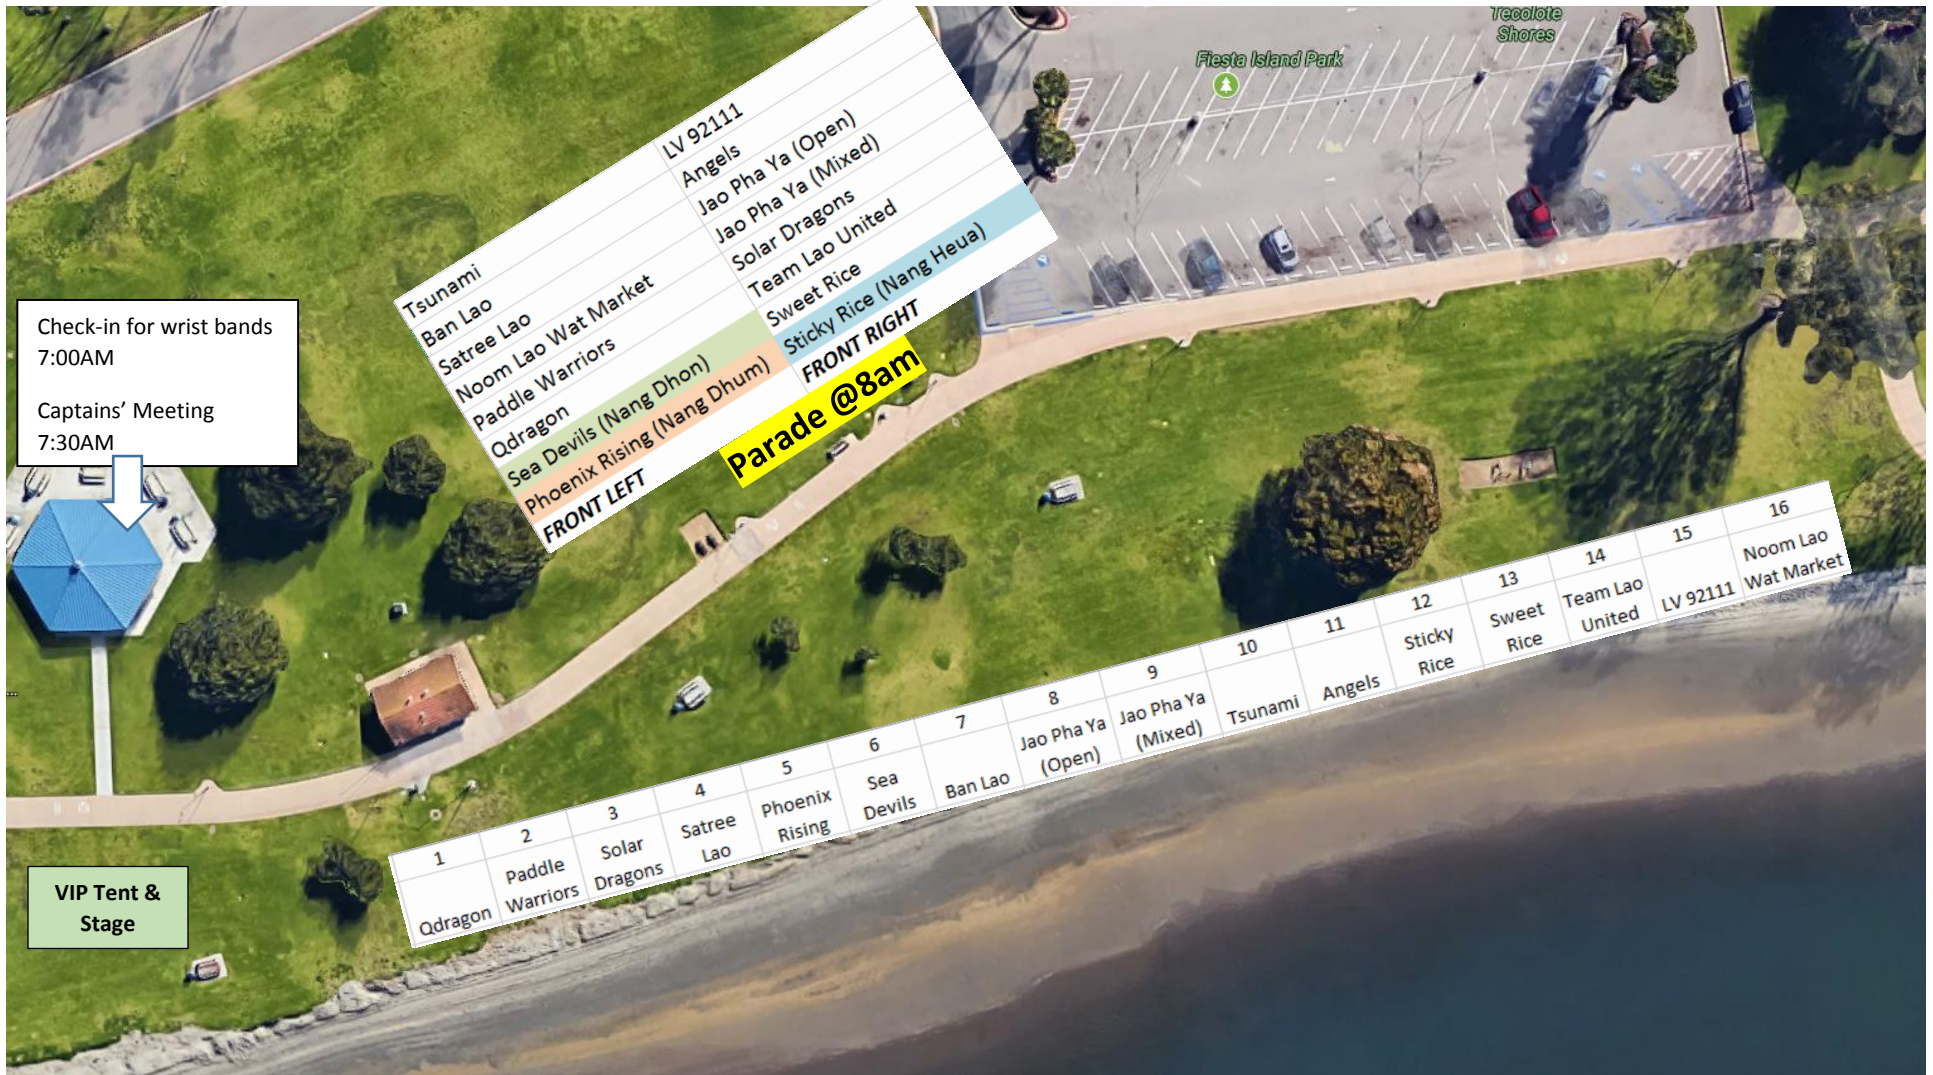 Tecolote
Shores
Fiesta Island Park
LV 92111
Tsunami Angels
Ban Lao Jao Pha Ya (Open)
Satree Lao Jao Pha Ya (Mixed)
Noom Lao Wat Market Solar Dragons
Paddle Warriors Team Lao United
Qdragon Sweet Rice
Sea Devils (Nang Dhon) Sticky Rice (Nang Heua)
Phoenix Rising (Nang Dhum)
FRONT LEFT FRONT RIGHT
Parade @8am
Check-in for wrist bands
7:00AM
Captains’ Meeting
7:30AM
VIP Tent &
Stage
1
Qdragon
2
Paddle
Warriors
3
Solar
Dragons
4
Satree
Lao
5
Phoenix
Rising
6
Sea
Devils
7
Ban Lao
8
Jao Pha Ya
(Open)
9
Jao Pha Ya
(Mixed)
10
Tsunami
11
Angels
12
Sticky
Rice
13
Sweet
Rice
14
Team Lao
United
15
LV 92111
16
Noom Lao
Wat Market